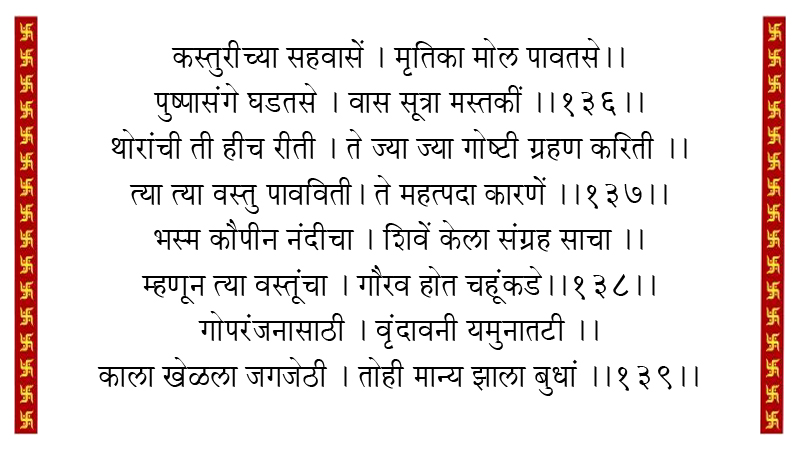 कस्तुरीच्या सहवासें । मृतिका मोल पावतसे।।
पुष्पासंगे घडतसे । वास सूत्रा मस्तकीं ।।१३६।।
थोरांची ती हीच रीती । ते ज्या ज्या गोष्टी ग्रहण करिती ।।
त्या त्या वस्तु पावविती। ते महत्पदा कारणें ।।१३७।।
भस्म कौपीन नंदीचा । शिवें केला संग्रह साचा ।।
म्हणून त्या वस्तूंचा । गौरव होत चहूंकडे।।१३८।।
गोपरंजनासाठी । वृंदावनी यमुनातटी ।।
काला खेळला जगजेठी । तोही मान्य झाला बुधां ।।१३९।।